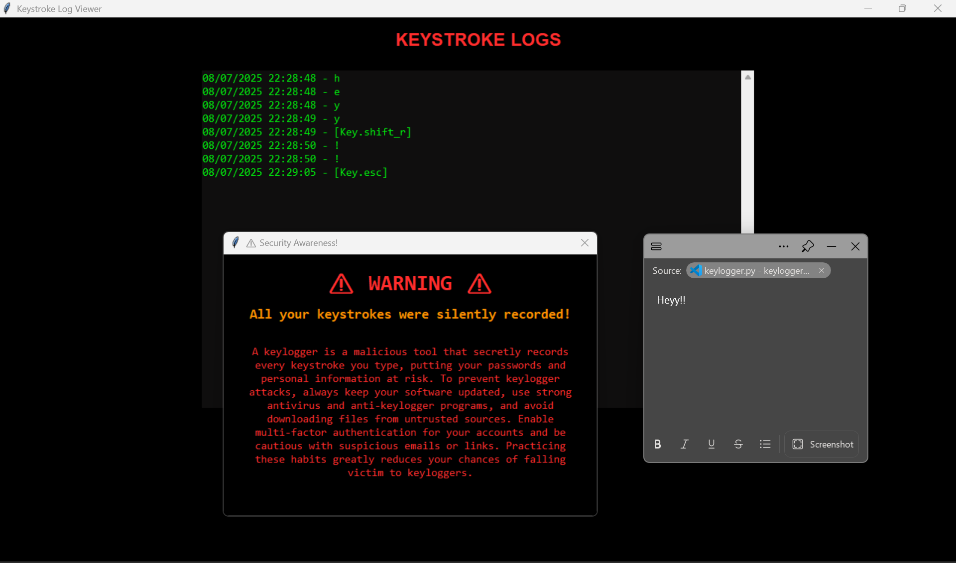 Keystroke Log Viewer
KEYSTROKE LOGS
08/07/2025 22:28:48 - h
08/07/2025 22:28:48 - e
08/07/2025 22:28:48 - y
08/07/2025 22:28:49 - y
08/07/2025 22:28:49 - [Key.shift_r]
08/07/2025 22:28:50 - !
08/07/2025 22:28:50 - !
08/07/2025 22:29:05 - [Key.esc]
⚠ Security Awareness!
⚠ WARNING ⚠
All your keystrokes were silently recorded!
A keylogger is a malicious tool that secretly records
every keystroke you type, putting your passwords and
personal information at risk. To prevent keylogger
attacks, always keep your software updated, use strong
antivirus and anti-keylogger programs, and avoid
downloading files from untrusted sources. Enable
multi-factor authentication for your accounts and be
cautious with suspicious emails or links. Practicing
these habits greatly reduces your chances of falling
victim to keyloggers.
Source: keylogger.py keylogger...
Heyy!!
B I U S Screenshot